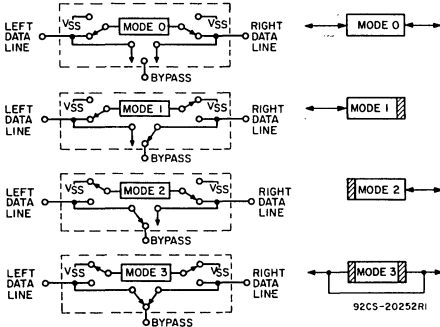 LEFT DATA LINE
VSS
MODE 0
VSS
RIGHT DATA LINE
BYPASS
MODE 0
LEFT DATA LINE
VSS
MODE 1
VSS
RIGHT DATA LINE
BYPASS
MODE 1
LEFT DATA LINE
VSS
MODE 2
VSS
RIGHT DATA LINE
BYPASS
MODE 2
LEFT DATA LINE
VSS
MODE 3
VSS
RIGHT DATA LINE
BYPASS
MODE 3
92CS-20252R1